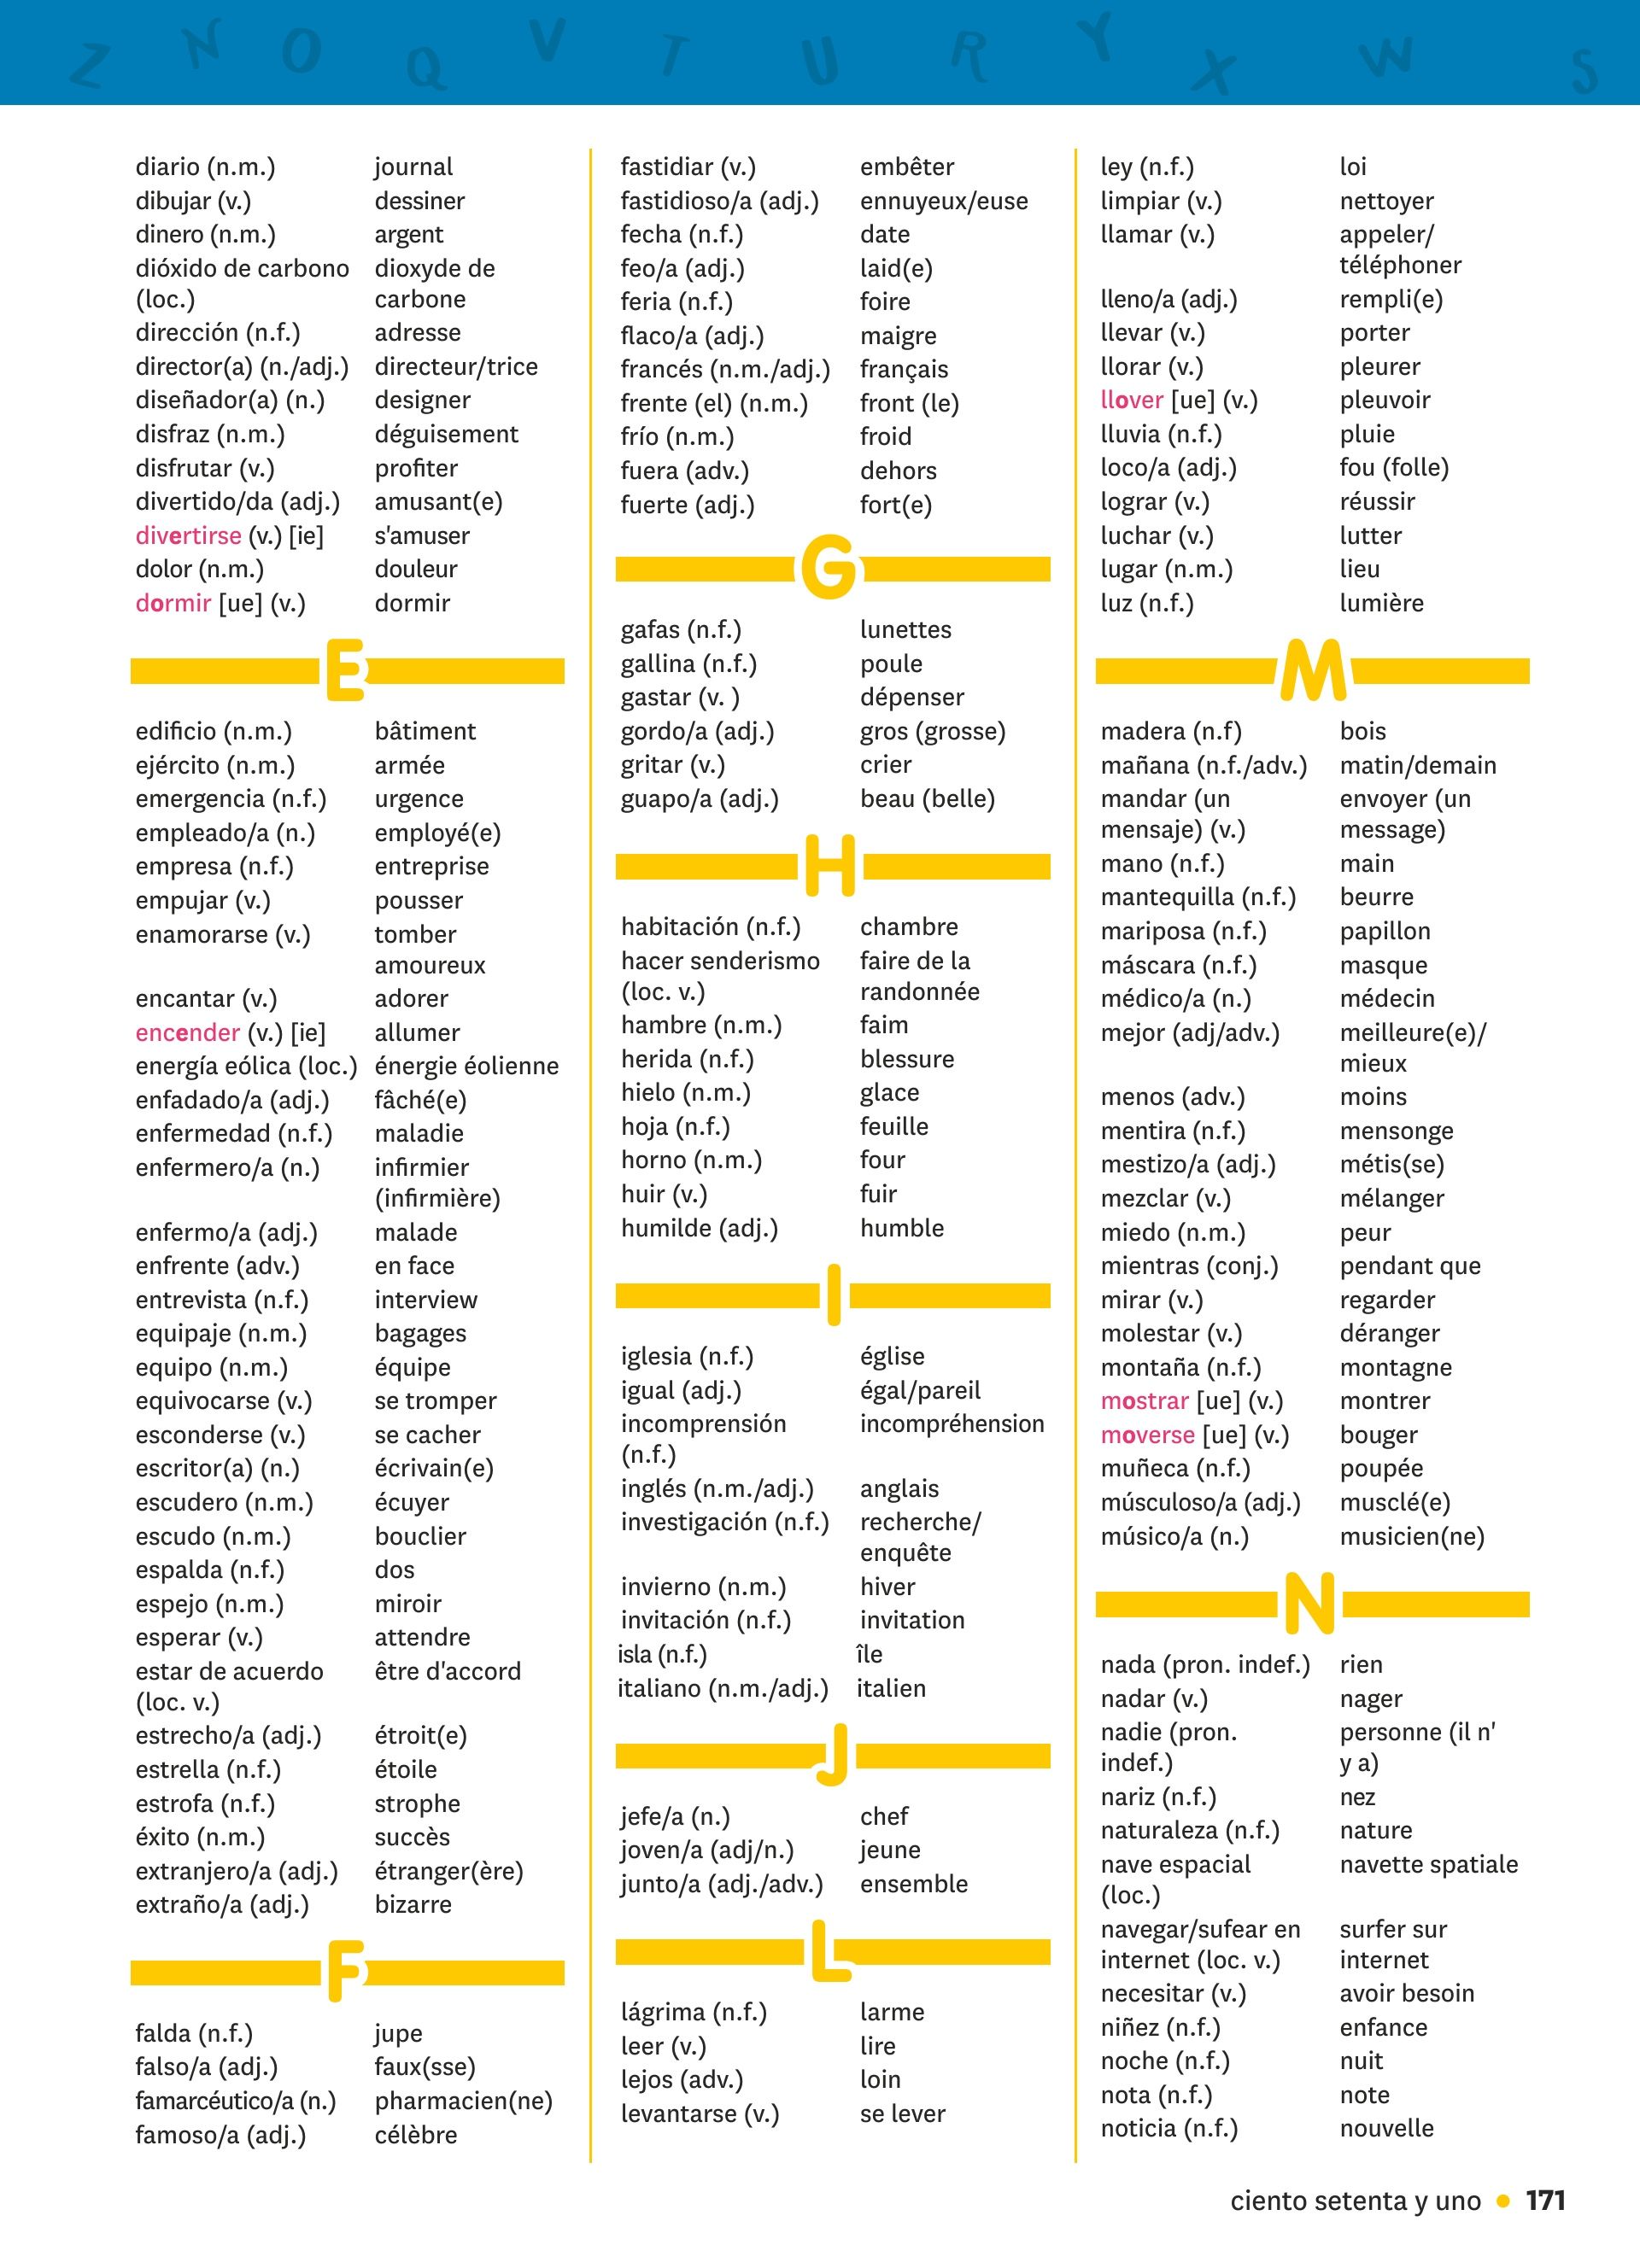 Z N O Q V T U R Y X W S
diario (n.m.) journal
dibujar (v.) dessiner
dinero (n.m.) argent
dióxido de carbono dioxyde de
(loc.) carbone
dirección (n.f.) adresse
director(a) (n./adj.) directeur/trice
diseñador(a) (n.) designer
disfraz (n.m.) déguisement
disfrutar (v.) profiter
divertido/da (adj.) amusant(e)
divertirse (v.) [ie] s'amuser
dolor (n.m.) douleur
dormir [ue] (v.) dormir
E
edificio (n.m.) bâtiment
ejército (n.m.) armée
emergencia (n.f.) urgence
empleado/a (n.) employé(e)
empresa (n.f.) entreprise
empujar (v.) pousser
enamorarse (v.) tomber
amoureux
encantar (v.) adorer
encender (v.) [ie] allumer
energía eólica (loc.) énergie éolienne
enfadado/a (adj.) fâché(e)
enfermedad (n.f.) maladie
enfermero/a (n.) infirmier
(infirmière)
enfermo/a (adj.) malade
enfrente (adv.) en face
entrevista (n.f.) interview
equipaje (n.m.) bagages
equipo (n.m.) équipe
equivocarse (v.) se tromper
esconderse (v.) se cacher
escritor(a) (n.) écrivain(e)
escudero (n.m.) écuyer
escudo (n.m.) bouclier
espalda (n.f.) dos
espejo (n.m.) miroir
esperar (v.) attendre
estar de acuerdo être d'accord
(loc. v.)
estrecho/a (adj.) étroit(e)
estrella (n.f.) étoile
estrofa (n.f.) strophe
éxito (n.m.) succès
extranjero/a (adj.) étranger(ère)
extraño/a (adj.) bizarre
F
falda (n.f.) jupe
falso/a (adj.) faux(sse)
famarcéutico/a (n.) pharmacien(ne)
famoso/a (adj.) célèbre
fastidiar (v.) embêter
fastidioso/a (adj.) ennuyeux/euse
fecha (n.f.) date
feo/a (adj.) laid(e)
feria (n.f.) foire
flaco/a (adj.) maigre
francés (n.m./adj.) français
frente (el) (n.m.) front (le)
frío (n.m.) froid
fuera (adv.) dehors
fuerte (adj.) fort(e)
G
gafas (n.f.) lunettes
gallina (n.f.) poule
gastar (v. ) dépenser
gordo/a (adj.) gros (grosse)
gritar (v.) crier
guapo/a (adj.) beau (belle)
H
habitación (n.f.) chambre
hacer senderismo faire de la
(loc. v.) randonnée
hambre (n.m.) faim
herida (n.f.) blessure
hielo (n.m.) glace
hoja (n.f.) feuille
horno (n.m.) four
huir (v.) fuir
humilde (adj.) humble
I
iglesia (n.f.) église
igual (adj.) égal/pareil
incomprensión incompréhension
(n.f.)
inglés (n.m./adj.) anglais
investigación (n.f.) recherche/
enquête
invierno (n.m.) hiver
invitación (n.f.) invitation
isla (n.f.) île
italiano (n.m./adj.) italien
J
jefe/a (n.) chef
joven/a (adj/n.) jeune
junto/a (adj./adv.) ensemble
L
lágrima (n.f.) larme
leer (v.) lire
lejos (adv.) loin
levantarse (v.) se lever
ley (n.f.) loi
limpiar (v.) nettoyer
llamar (v.) appeler/
téléphoner
lleno/a (adj.) rempli(e)
llevar (v.) porter
llorar (v.) pleurer
llover [ue] (v.) pleuvoir
lluvia (n.f.) pluie
loco/a (adj.) fou (folle)
lograr (v.) réussir
luchar (v.) lutter
lugar (n.m.) lieu
luz (n.f.) lumière
M
madera (n.f) bois
mañana (n.f./adv.) matin/demain
mandar (un envoyer (un
mensaje) (v.) message)
mano (n.f.) main
mantequilla (n.f.) beurre
mariposa (n.f.) papillon
máscara (n.f.) masque
médico/a (n.) médecin
mejor (adj/adv.) meilleure(e)/
mieux
menos (adv.) moins
mentira (n.f.) mensonge
mestizo/a (adj.) métis(se)
mezclar (v.) mélanger
miedo (n.m.) peur
mientras (conj.) pendant que
mirar (v.) regarder
molestar (v.) déranger
montaña (n.f.) montagne
mostrar [ue] (v.) montrer
moverse [ue] (v.) bouger
muñeca (n.f.) poupée
músculoso/a (adj.) musclé(e)
músico/a (n.) musicien(ne)
N
nada (pron. indef.) rien
nadar (v.) nager
nadie (pron. personne (il n'
indef.) y a)
nariz (n.f.) nez
naturaleza (n.f.) nature
nave espacial navette spatiale
(loc.)
navegar/sufear en surfer sur
internet (loc. v.) internet
necesitar (v.) avoir besoin
niñez (n.f.) enfance
noche (n.f.) nuit
nota (n.f.) note
noticia (n.f.) nouvelle
ciento setenta y uno • 171